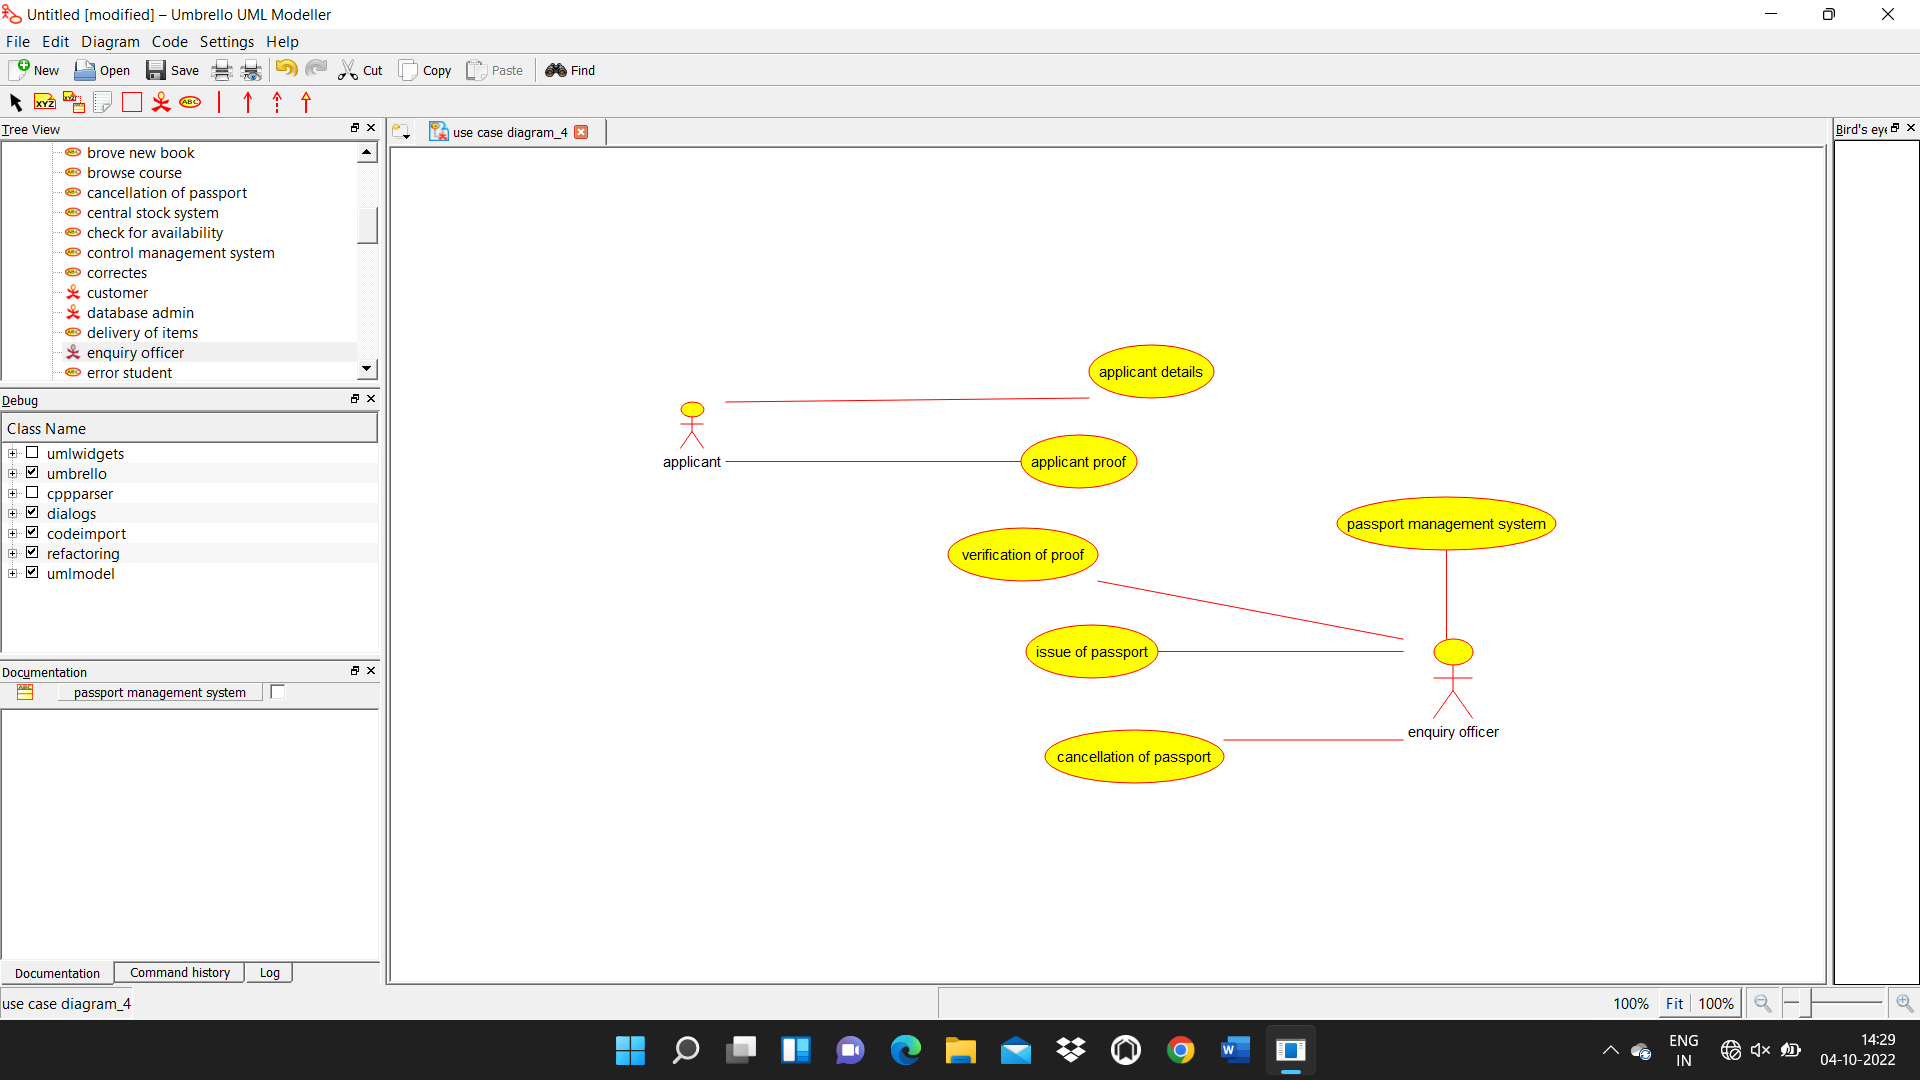 Untitled [modified] – Umbrello UML Modeller
File Edit Diagram Code Settings Help
New Open Save Cut Copy Paste Find
XYZ XYZ ABC
Tree View
brove new book
browse course
cancellation of passport
central stock system
check for availability
control management system
correctes
customer
database admin
delivery of items
enquiry officer
error student
Debug
Class Name
umlwidgets
umbrello
cppparser
dialogs
codeimport
refactoring
umlmodel
Documentation
passport management system
Documentation Command history Log
use case diagram_4
use case diagram_4
Bird's eye
applicant details
applicant
applicant proof
passport management system
verification of proof
issue of passport
enquiry officer
cancellation of passport
100% Fit 100%
ENG
IN
14:29
04-10-2022